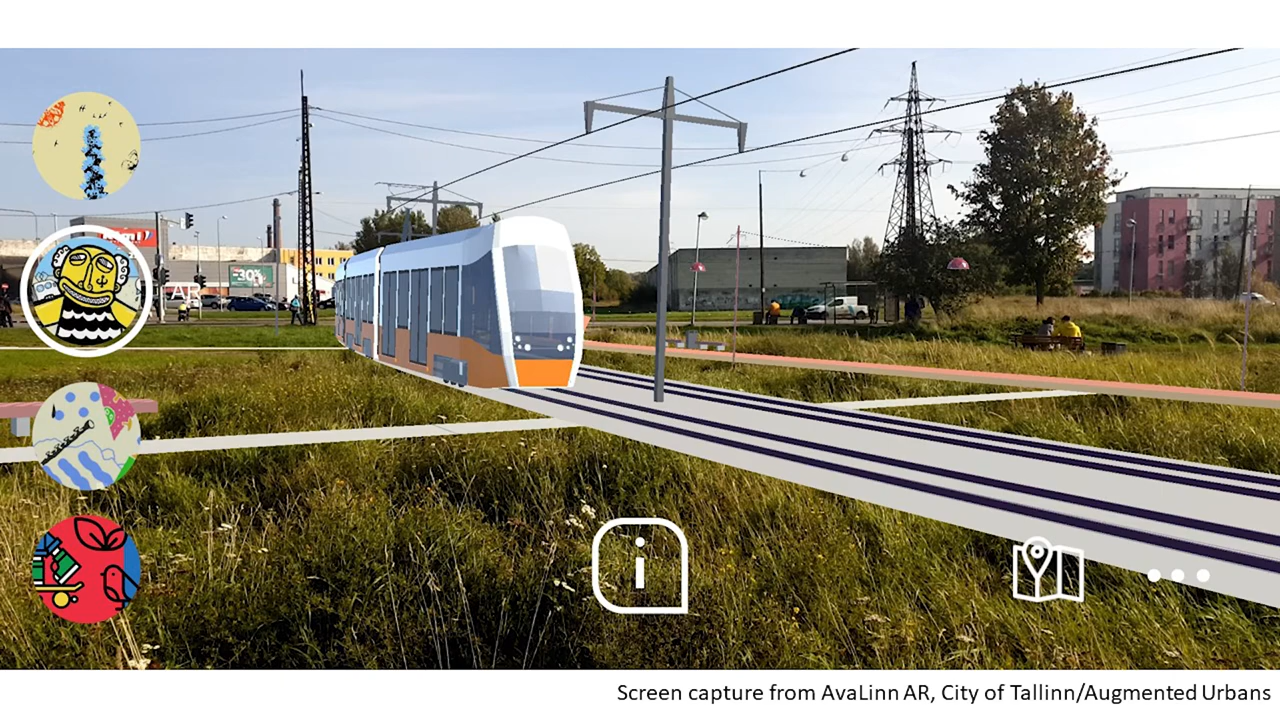 -30%
i
Screen capture from AvaLinn AR, City of Tallinn/Augmented Urbans